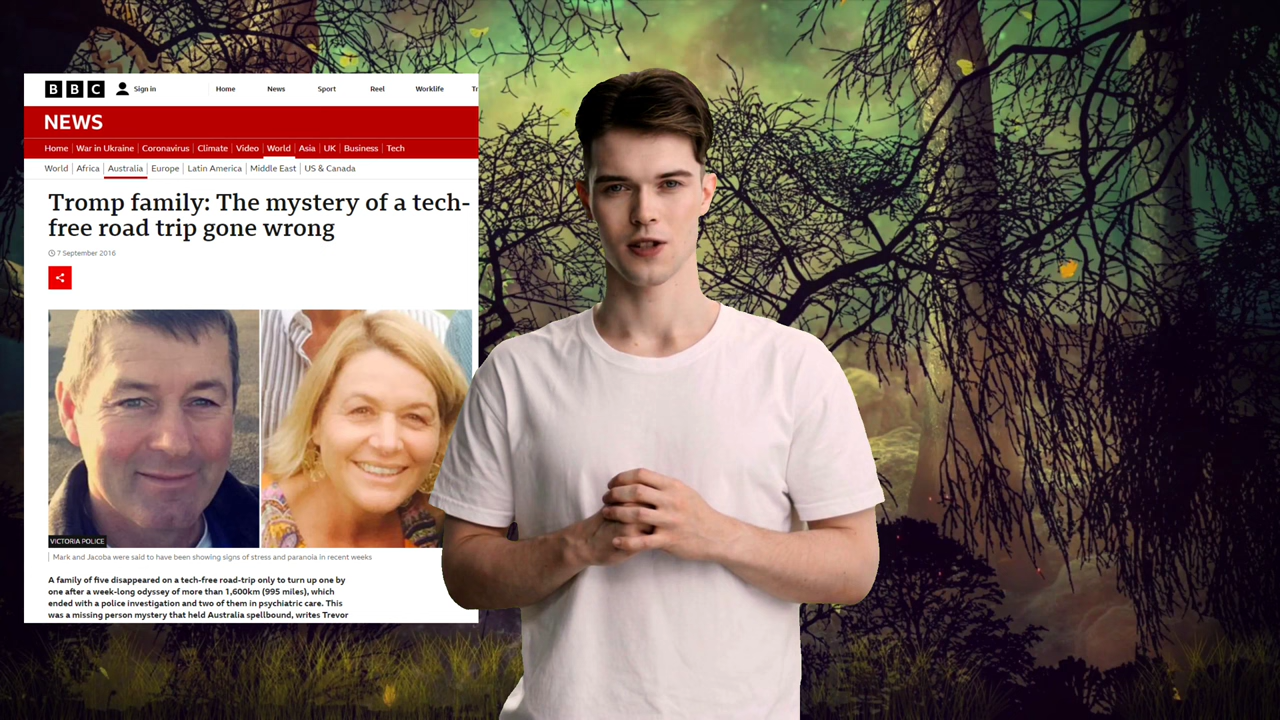 BBC Sign in Home News Sport Reel Worklife
NEWS
Home War in Ukraine Coronavirus Climate Video World Asia UK Business Tech
World Africa Australia Europe Latin America Middle East US & Canada
Tromp family: The mystery of a tech-
free road trip gone wrong
7 September 2016
VICTORIA POLICE
Mark and Jacoba were said to have been showing signs of stress and paranoia in recent weeks
A family of five disappeared on a tech-free road-trip only to turn up one by
one after a week-long odyssey of more than 1,600km (995 miles), which
ended with a police investigation and two of them in psychiatric care. This
was a missing person mystery that held Australia spellbound, writes Trevor